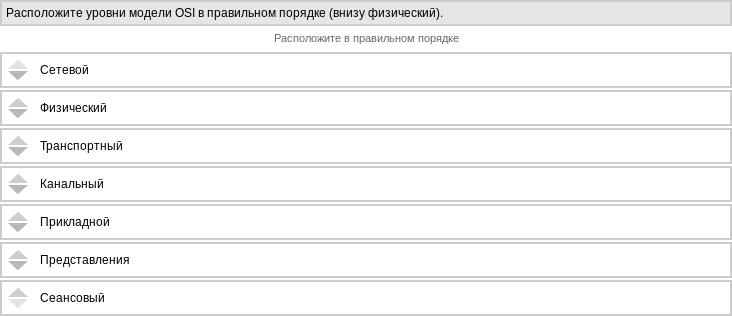 Расположите уровни модели OSI в правильном порядке (внизу физический).
Расположите в правильном порядке
Сетевой
Физический
Транспортный
Канальный
Прикладной
Представления
Сеансовый